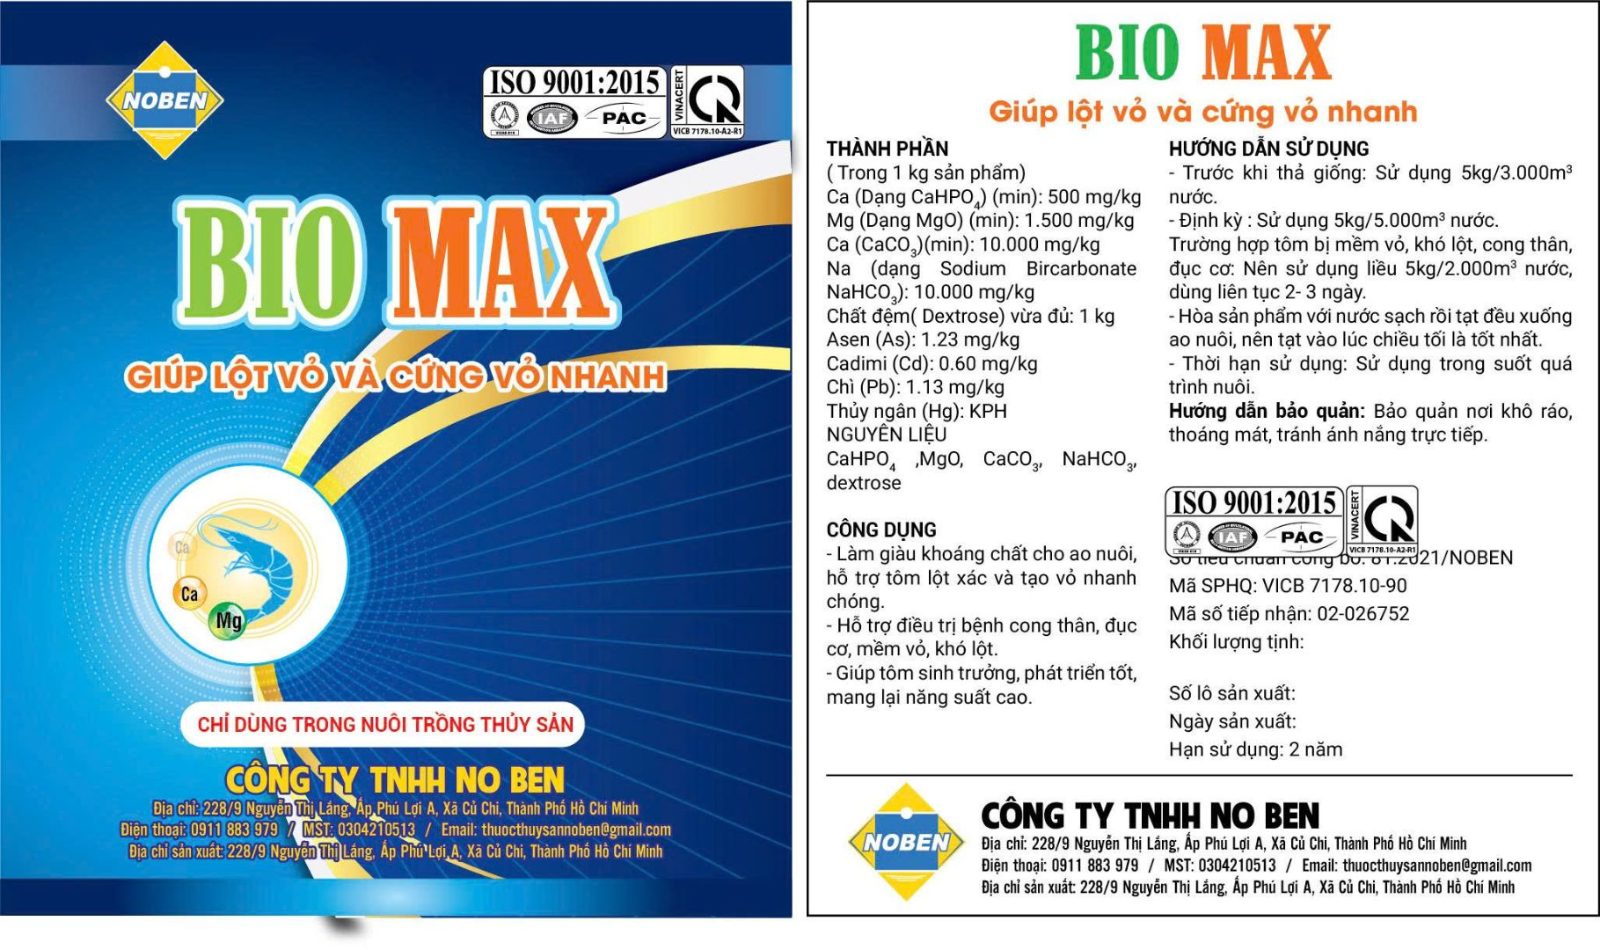 NOBEN
ISO 9001:2015
IAF
PAC
VINACERT
VICB 7178.10-A2-R1
BIO MAX
GIÚP LỘT VỎ VÀ CỨNG VỎ NHANH
Ca
Ca
Mg
CHỈ DÙNG TRONG NUÔI TRỒNG THỦY SẢN
CÔNG TY TNHH NO BEN
Địa chỉ: 228/9 Nguyễn Thị Lắng, Ấp Phú Lợi A, Xã Củ Chi, Thành Phố Hồ Chí Minh
Điện thoại: 0911 883 979 / MST: 0304210513 / Email: thuocthuysannoben@gmail.com
Địa chỉ sản xuất: 228/9 Nguyễn Thị Lắng, Ấp Phú Lợi A, Xã Củ Chi, Thành Phố Hồ Chí Minh
BIO MAX
Giúp lột vỏ và cứng vỏ nhanh
THÀNH PHẦN
( Trong 1 kg sản phẩm)
Ca (Dạng CaHPO₄) (min): 500 mg/kg
Mg (Dạng MgO) (min): 1.500 mg/kg
Ca (CaCO₃)(min): 10.000 mg/kg
Na (dạng Sodium Bircarbonate
NaHCO₃): 10.000 mg/kg
Chất đệm( Dextrose) vừa đủ: 1 kg
Asen (As): 1.23 mg/kg
Cadimi (Cd): 0.60 mg/kg
Chì (Pb): 1.13 mg/kg
Thủy ngân (Hg): KPH
NGUYÊN LIỆU
CaHPO₄ ,MgO, CaCO₃, NaHCO₃,
dextrose
CÔNG DỤNG
- Làm giàu khoáng chất cho ao nuôi,
hỗ trợ tôm lột xác và tạo vỏ nhanh
chóng.
- Hỗ trợ điều trị bệnh cong thân, đục
cơ, mềm vỏ, khó lột.
- Giúp tôm sinh trưởng, phát triển tốt,
mang lại năng suất cao.
HƯỚNG DẪN SỬ DỤNG
- Trước khi thả giống: Sử dụng 5kg/3.000m³
nước.
- Định kỳ : Sử dụng 5kg/5.000m³ nước.
Trường hợp tôm bị mềm vỏ, khó lột, cong thân,
đục cơ: Nên sử dụng liều 5kg/2.000m³ nước,
dùng liên tục 2- 3 ngày.
- Hòa sản phẩm với nước sạch rồi tạt đều xuống
ao nuôi, nên tạt vào lúc chiều tối là tốt nhất.
- Thời hạn sử dụng: Sử dụng trong suốt quá
trình nuôi.
Hướng dẫn bảo quản: Bảo quản nơi khô ráo,
thoáng mát, tránh ánh nắng trực tiếp.
ISO 9001:2015
IAF
PAC
VINACERT
VICB 7178.10-A2-R1
Số tiêu chuẩn công bố: 81:2021/NOBEN
Mã SPHQ: VICB 7178.10-90
Mã số tiếp nhận: 02-026752
Khối lượng tịnh:
Số lô sản xuất:
Ngày sản xuất:
Hạn sử dụng: 2 năm
NOBEN
CÔNG TY TNHH NO BEN
Địa chỉ: 228/9 Nguyễn Thị Lắng, Ấp Phú Lợi A, Xã Củ Chi, Thành Phố Hồ Chí Minh
Điện thoại: 0911 883 979 / MST: 0304210513 / Email: thuocthuysannoben@gmail.com
Địa chỉ sản xuất: 228/9 Nguyễn Thị Lắng, Ấp Phú Lợi A, Xã Củ Chi, Thành Phố Hồ Chí Minh